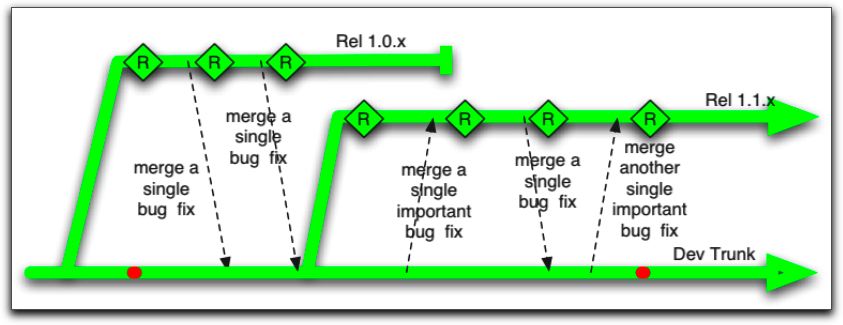 Rel 1.0.x
R
R
R
Rel 1.1.x
R
R
R
R
merge a
single
bug fix
merge a
single
bug fix
merge a
single
important
bug fix
merge a
single
bug fix
merge
another
single
important
bug fix
Dev Trunk